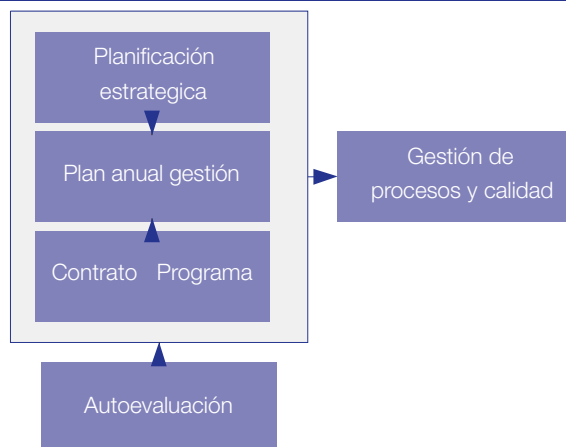 Planificación
estrategica
Plan anual gestión
Contrato Programa
Gestión de
procesos y calidad
Autoevaluación